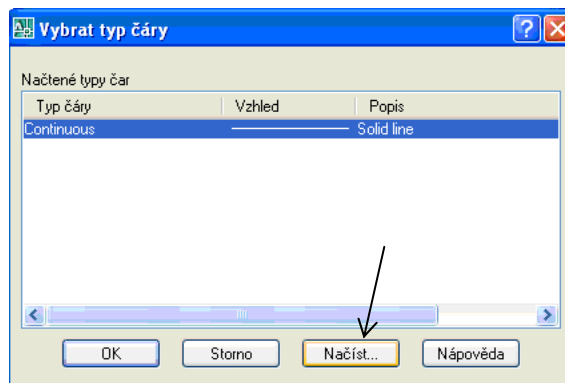 Vybrat typ čáry
Načtené typy čar
Typ čáry Vzhled Popis
Continuous Solid line
OK Storno Načíst... Nápověda